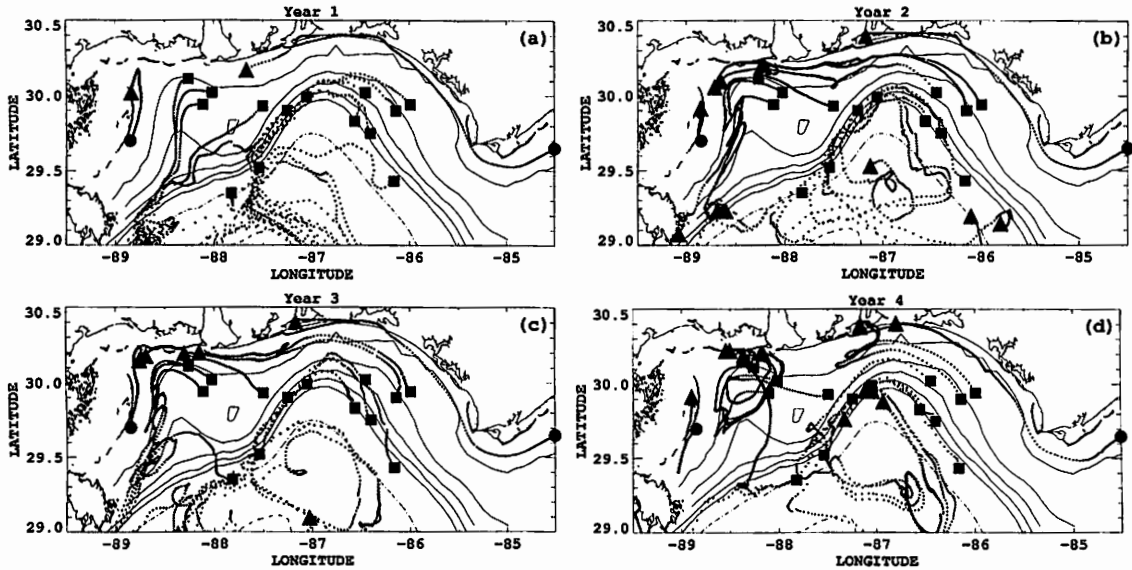 Year 1
Year 2
30.5
30.0
29.5
29.0
LATITUDE
(a)
-89
-88
-87
-86
-85
LONGITUDE
30.5
30.0
29.5
29.0
LATITUDE
(b)
-89
-88
-87
-86
-85
LONGITUDE
Year 3
Year 4
30.5
30.0
29.5
29.0
LATITUDE
(c)
-89
-88
-87
-86
-85
LONGITUDE
30.5
30.0
29.5
29.0
LATITUDE
(d)
-89
-88
-87
-86
-85
LONGITUDE